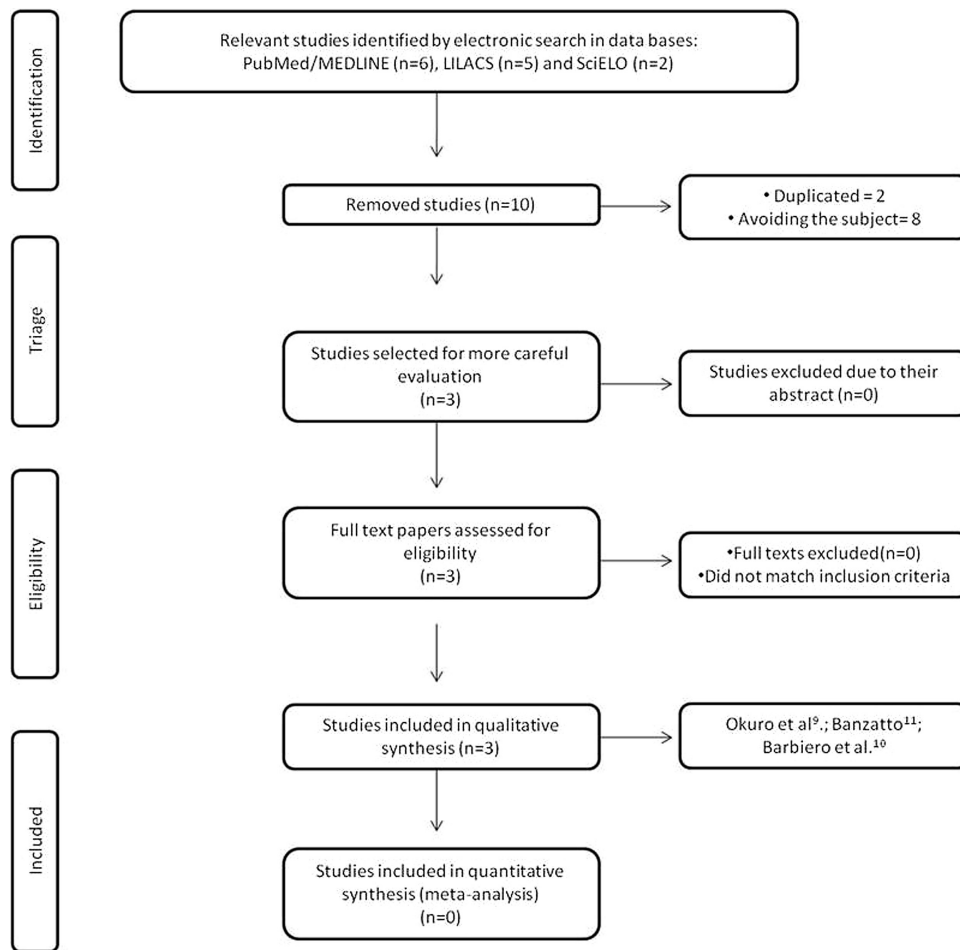 Identification
Relevant studies identified by electronic search in data bases:
PubMed/MEDLINE (n=6), LILACS (n=5) and SciELO (n=2)
Removed studies (n=10)
• Duplicated = 2
• Avoiding the subject= 8
Triage
Studies selected for more careful
evaluation
(n=3)
Studies excluded due to their
abstract (n=0)
Eligibility
Full text papers assessed for
eligibility
(n=3)
•Full texts excluded(n=0)
•Did not match inclusion criteria
Included
Studies included in qualitative
synthesis (n=3)
Okuro et al⁹.; Banzatto¹¹;
Barbiero et al.¹⁰
Studies included in quantitative
synthesis (meta-analysis)
(n=0)